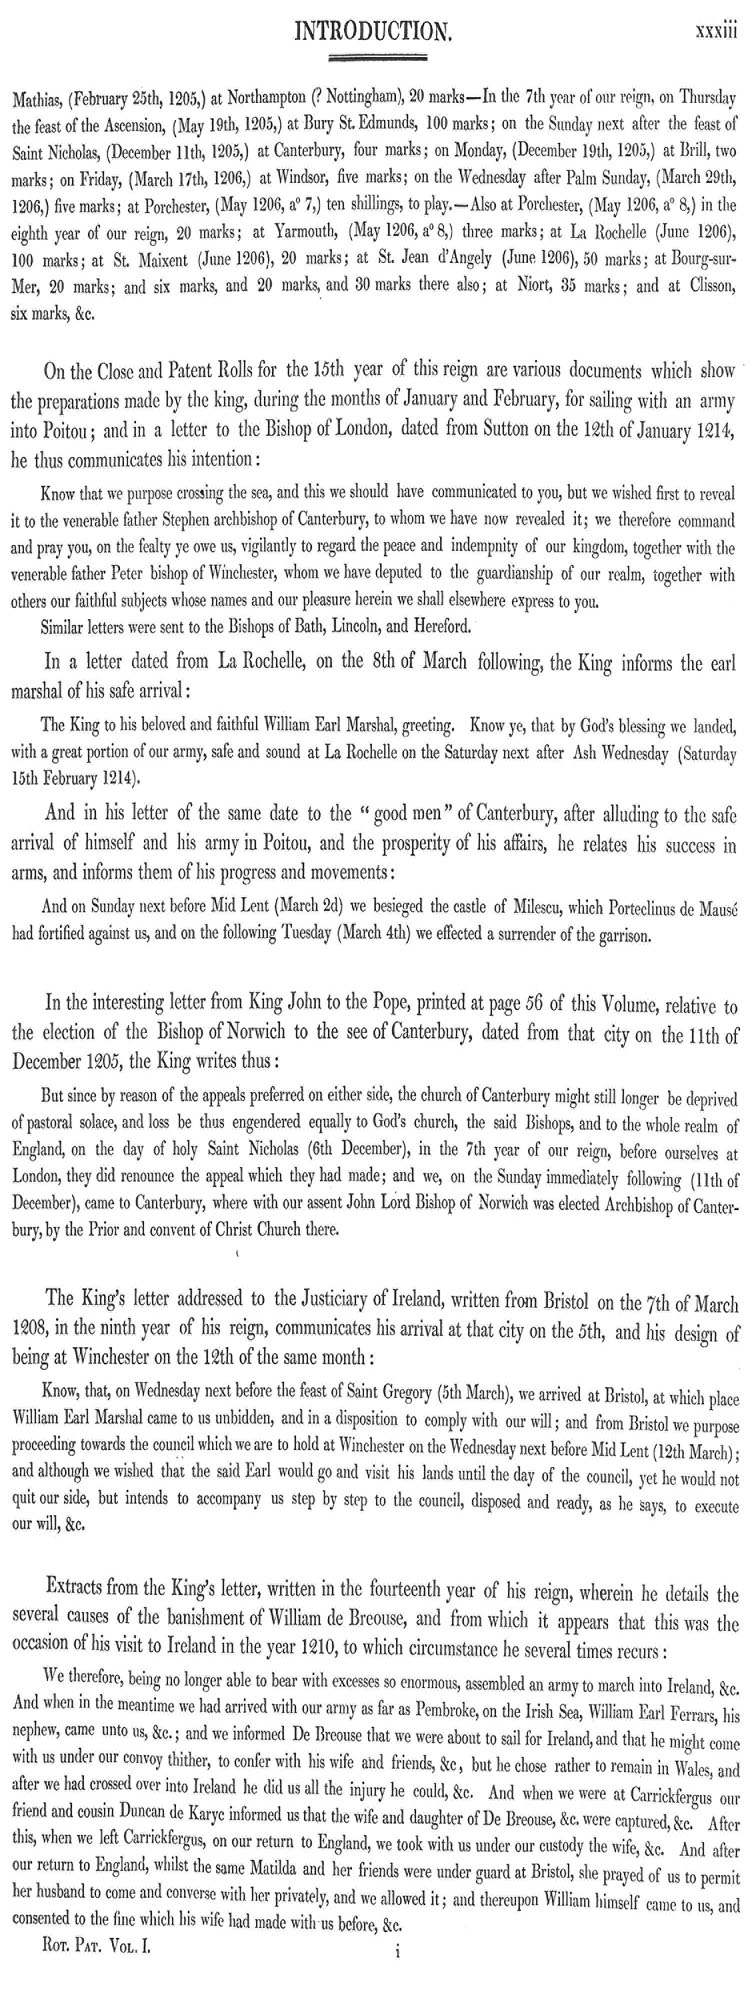 INTRODUCTION. xxxiii
Mathias, (February 25th, 1205,) at Northampton (? Nottingham), 20 marks—In the 7th year of our reign, on Thursday
the feast of the Ascension, (May 19th, 1205,) at Bury St. Edmunds, 100 marks; on the Sunday next after the feast of
Saint Nicholas, (December 11th, 1205,) at Canterbury, four marks; on Monday, (December 19th, 1205,) at Brill, two
marks; on Friday, (March 17th, 1206,) at Windsor, five marks; on the Wednesday after Palm Sunday, (March 29th,
1206,) five marks; at Porchester, (May 1206, aº 7,) ten shillings, to play.—Also at Porchester, (May 1206, aº 8,) in the
eighth year of our reign, 20 marks; at Yarmouth, (May 1206, aº 8,) three marks; at La Rochelle (June 1206),
100 marks; at St. Maixent (June 1206), 20 marks; at St. Jean d'Angely (June 1206), 50 marks; at Bourg-sur-
Mer, 20 marks; and six marks, and 20 marks, and 30 marks there also; at Niort, 35 marks; and at Clisson,
six marks, &c.
On the Close and Patent Rolls for the 15th year of this reign are various documents which show
the preparations made by the king, during the months of January and February, for sailing with an army
into Poitou; and in a letter to the Bishop of London, dated from Sutton on the 12th of January 1214,
he thus communicates his intention:
Know that we purpose crossing the sea, and this we should have communicated to you, but we wished first to reveal
it to the venerable father Stephen archbishop of Canterbury, to whom we have now revealed it; we therefore command
and pray you, on the fealty ye owe us, vigilantly to regard the peace and indempnity of our kingdom, together with the
venerable father Peter bishop of Winchester, whom we have deputed to the guardianship of our realm, together with
others our faithful subjects whose names and our pleasure herein we shall elsewhere express to you.
Similar letters were sent to the Bishops of Bath, Lincoln, and Hereford.
In a letter dated from La Rochelle, on the 8th of March following, the King informs the earl
marshal of his safe arrival:
The King to his beloved and faithful William Earl Marshal, greeting. Know ye, that by God's blessing we landed,
with a great portion of our army, safe and sound at La Rochelle on the Saturday next after Ash Wednesday (Saturday
15th February 1214).
And in his letter of the same date to the "good men" of Canterbury, after alluding to the safe
arrival of himself and his army in Poitou, and the prosperity of his affairs, he relates his success in
arms, and informs them of his progress and movements:
And on Sunday next before Mid Lent (March 2d) we besieged the castle of Milescu, which Porteclinus de Mausé
had fortified against us, and on the following Tuesday (March 4th) we effected a surrender of the garrison.
In the interesting letter from King John to the Pope, printed at page 56 of this Volume, relative to
the election of the Bishop of Norwich to the see of Canterbury, dated from that city on the 11th of
December 1205, the King writes thus:
But since by reason of the appeals preferred on either side, the church of Canterbury might still longer be deprived
of pastoral solace, and loss be thus engendered equally to God's church, the said Bishops, and to the whole realm of
England, on the day of holy Saint Nicholas (6th December), in the 7th year of our reign, before ourselves at
London, they did renounce the appeal which they had made; and we, on the Sunday immediately following (11th of
December), came to Canterbury, where with our assent John Lord Bishop of Norwich was elected Archbishop of Canter-
bury, by the Prior and convent of Christ Church there.
The King's letter addressed to the Justiciary of Ireland, written from Bristol on the 7th of March
1208, in the ninth year of his reign, communicates his arrival at that city on the 5th, and his design of
being at Winchester on the 12th of the same month:
Know, that, on Wednesday next before the feast of Saint Gregory (5th March), we arrived at Bristol, at which place
William Earl Marshal came to us unbidden, and in a disposition to comply with our will; and from Bristol we purpose
proceeding towards the council which we are to hold at Winchester on the Wednesday next before Mid Lent (12th March);
and although we wished that the said Earl would go and visit his lands until the day of the council, yet he would not
quit our side, but intends to accompany us step by step to the council, disposed and ready, as he says, to execute
our will, &c.
Extracts from the King's letter, written in the fourteenth year of his reign, wherein he details the
several causes of the banishment of William de Breouse, and from which it appears that this was the
occasion of his visit to Ireland in the year 1210, to which circumstance he several times recurs:
We therefore, being no longer able to bear with excesses so enormous, assembled an army to march into Ireland, &c.
And when in the meantime we had arrived with our army as far as Pembroke, on the Irish Sea, William Earl Ferrars, his
nephew, came unto us, &c.; and we informed De Breouse that we were about to sail for Ireland, and that he might come
with us under our convoy thither, to confer with his wife and friends, &c, but he chose rather to remain in Wales, and
after we had crossed over into Ireland he did us all the injury he could, &c. And when we were at Carrickfergus our
friend and cousin Duncan de Karyc informed us that the wife and daughter of De Breouse, &c. were captured, &c. After
this, when we left Carrickfergus, on our return to England, we took with us under our custody the wife, &c. And after
our return to England, whilst the same Matilda and her friends were under guard at Bristol, she prayed of us to permit
her husband to come and converse with her privately, and we allowed it; and thereupon William himself came to us, and
consented to the fine which his wife had made with us before, &c.
ROT. PAT. VOL. I. i